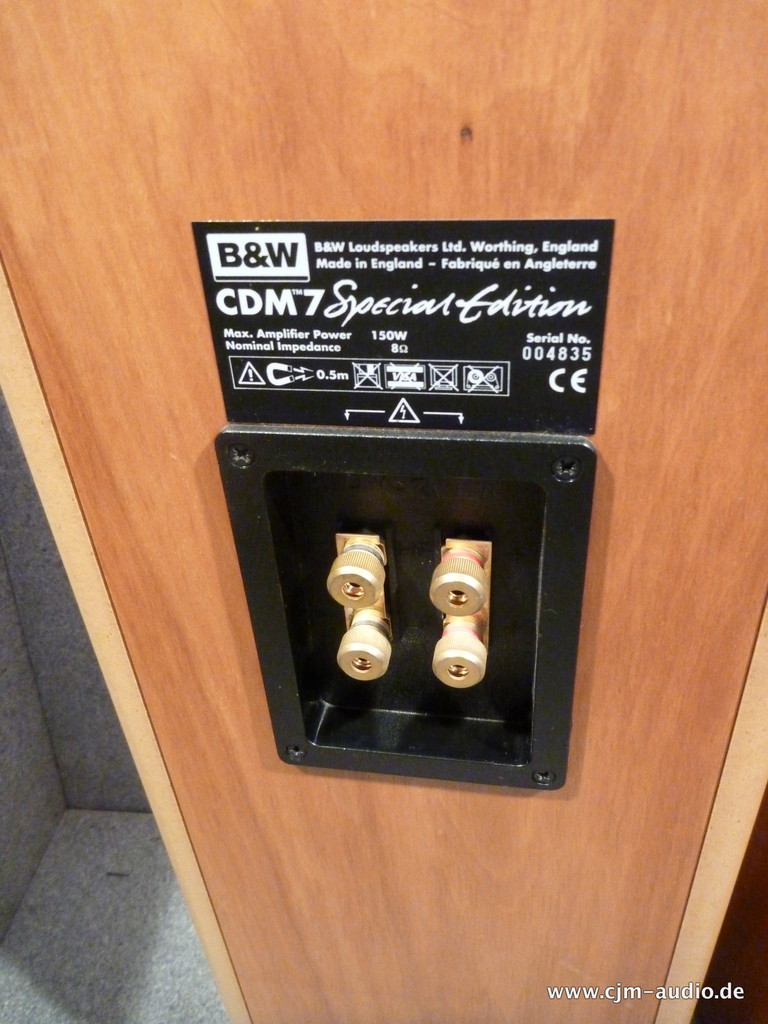 B&W
B&W Loudspeakers Ltd. Worthing, England
Made in England – Fabriqué en Angleterre
CDM™7 Special Edition
Max. Amplifier Power 150W
Nominal Impedance 8Ω
Serial No.
004835
0.5m
VISA
CE
www.cjm-audio.de